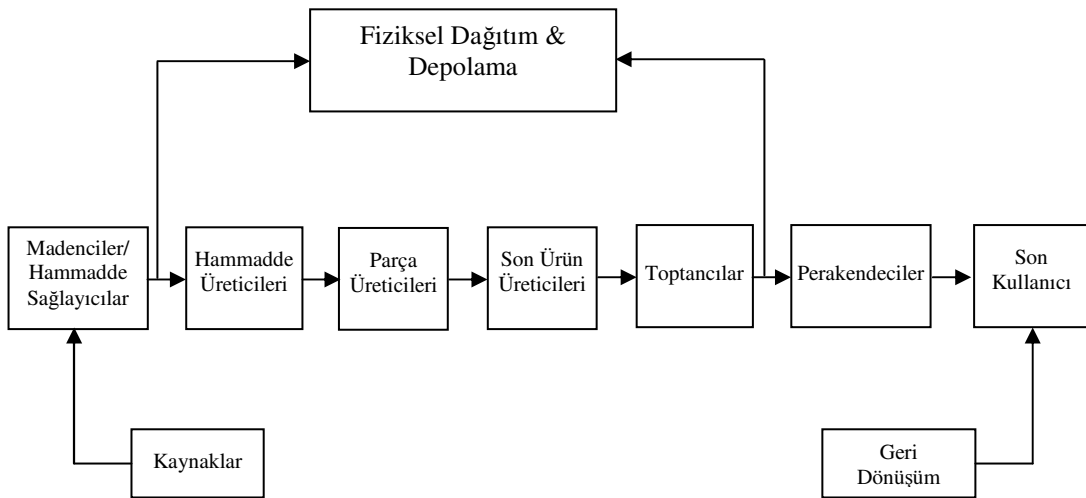 Fiziksel Dağıtım &
Depolama
Madenciler/
Hammadde
Sağlayıcılar
Hammadde
Üreticileri
Parça
Üreticileri
Son Ürün
Üreticileri
Toptancılar
Perakendeciler
Son
Kullanıcı
Kaynaklar
Geri
Dönüşüm